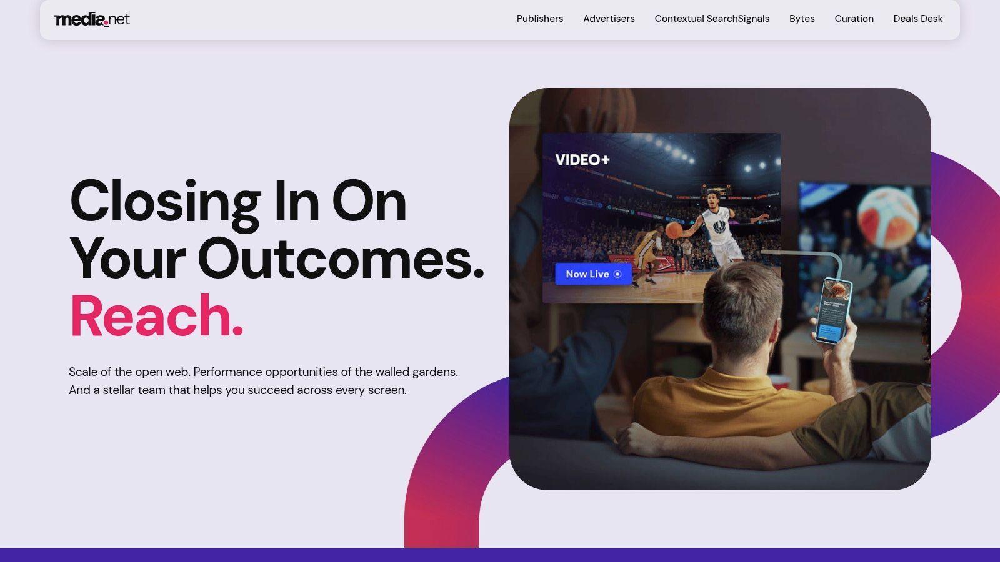 media.net
Publishers
Advertisers
Contextual SearchSignals
Bytes
Curation
Deals Desk
Closing In On
Your Outcomes.
Reach.
Scale of the open web. Performance opportunities of the walled gardens.
And a stellar team that helps you succeed across every screen.
VIDEO+
Now Live